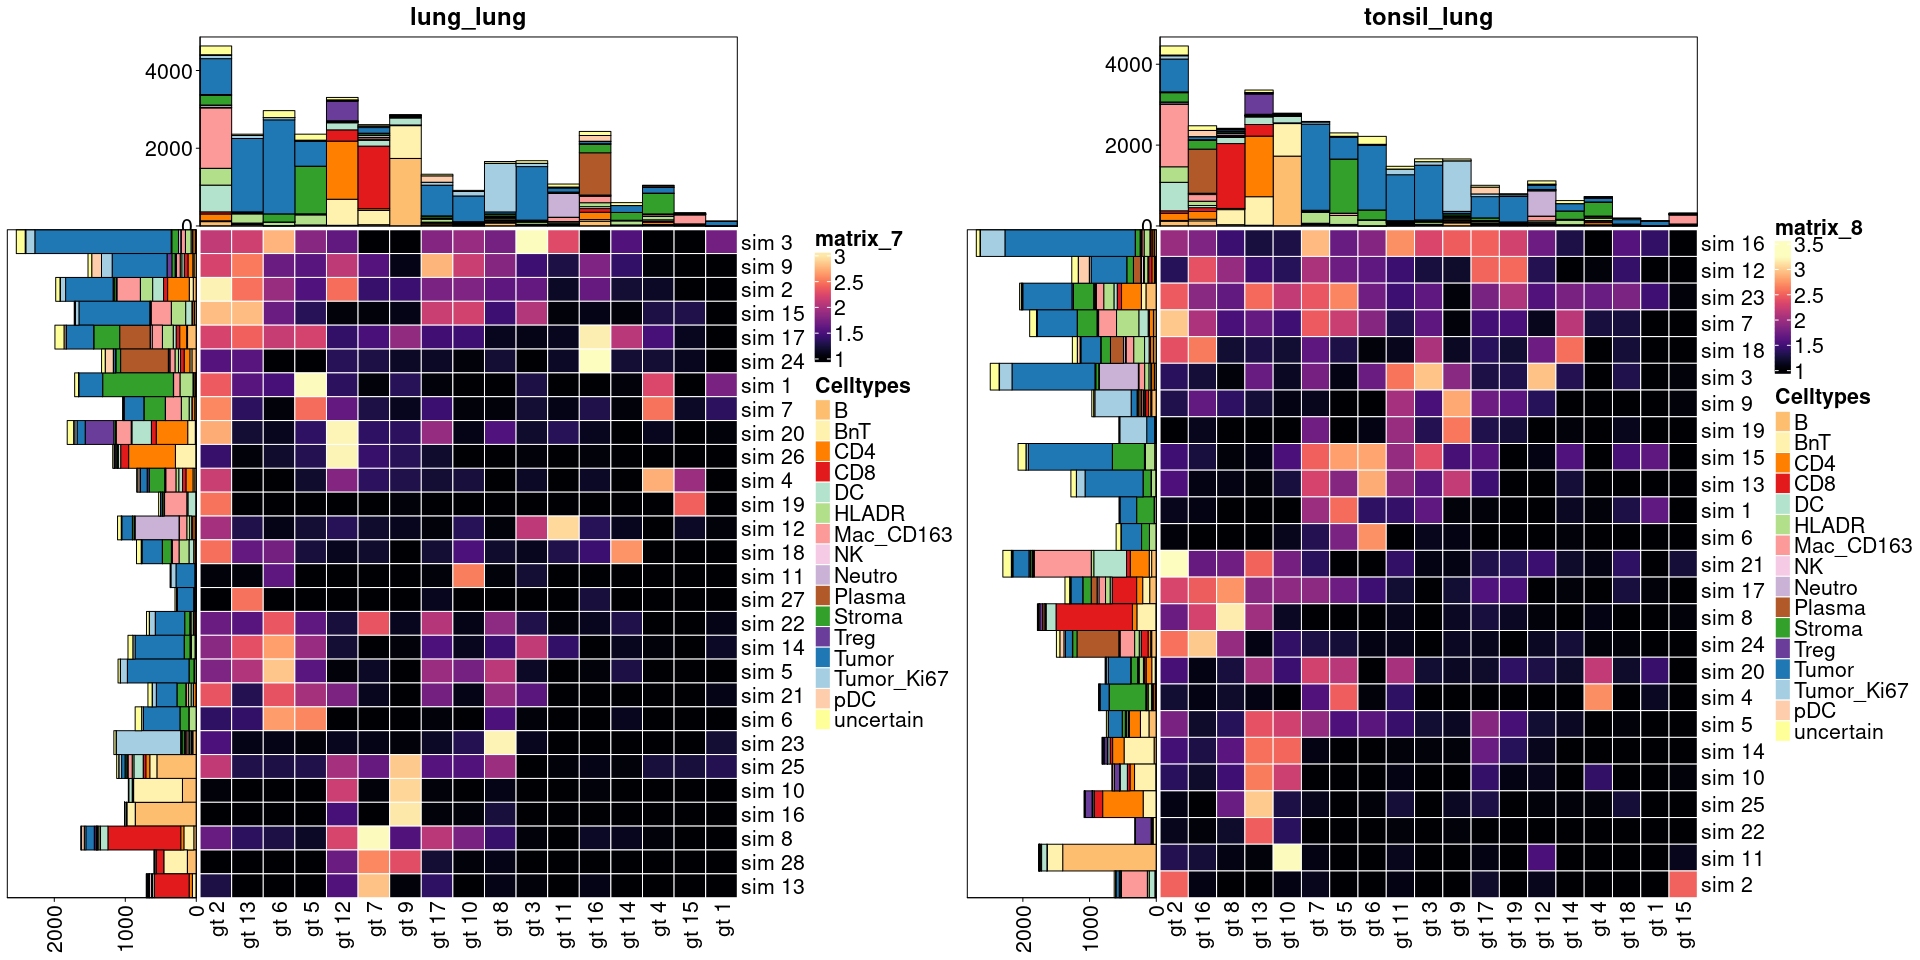 lung_lung
4000
2000
0
sim 3
sim 9
sim 2
sim 15
sim 17
sim 24
sim 1
sim 7
sim 20
sim 26
sim 4
sim 19
sim 12
sim 18
sim 11
sim 27
sim 22
sim 14
sim 5
sim 21
sim 6
sim 23
sim 25
sim 10
sim 16
sim 8
sim 28
sim 13
2000
1000
0
gt 2
gt 13
gt 6
gt 5
gt 12
gt 7
gt 9
gt 17
gt 10
gt 8
gt 3
gt 11
gt 16
gt 14
gt 4
gt 15
gt 1
matrix_7
3
2.5
2
1.5
1
Celltypes
B
BnT
CD4
CD8
DC
HLADR
Mac_CD163
NK
Neutro
Plasma
Stroma
Treg
Tumor
Tumor_Ki67
pDC
uncertain
tonsil_lung
4000
2000
0
sim 16
sim 12
sim 23
sim 7
sim 18
sim 3
sim 9
sim 19
sim 15
sim 13
sim 1
sim 6
sim 21
sim 17
sim 8
sim 24
sim 20
sim 4
sim 5
sim 14
sim 10
sim 25
sim 22
sim 11
sim 2
2000
1000
0
gt 2
gt 16
gt 8
gt 13
gt 10
gt 7
gt 5
gt 6
gt 11
gt 3
gt 9
gt 17
gt 19
gt 12
gt 14
gt 4
gt 18
gt 1
gt 15
matrix_8
3.5
3
2.5
2
1.5
1
Celltypes
B
BnT
CD4
CD8
DC
HLADR
Mac_CD163
NK
Neutro
Plasma
Stroma
Treg
Tumor
Tumor_Ki67
pDC
uncertain